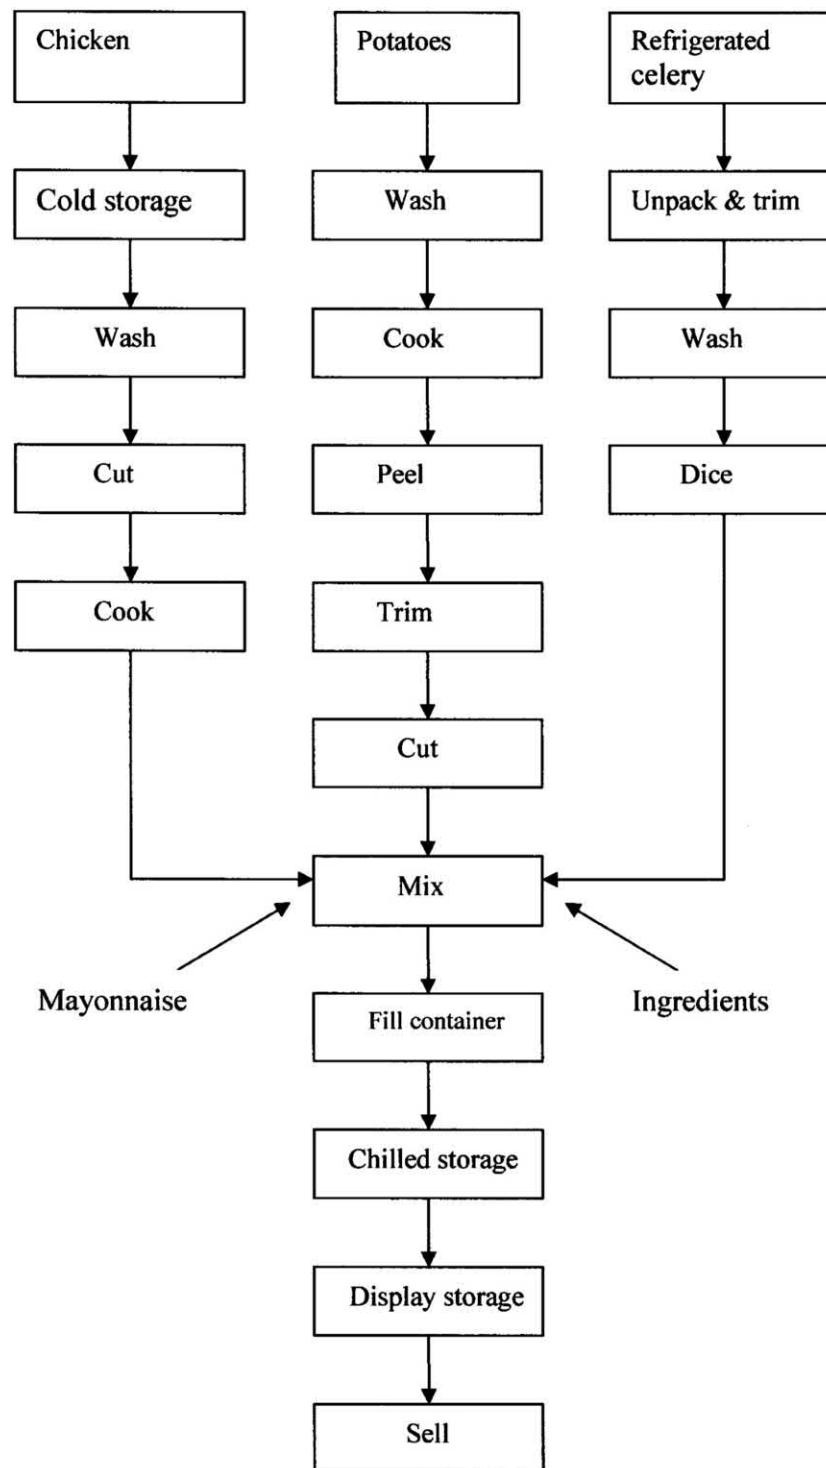 Chicken
Potatoes
Refrigerated
celery
Cold storage
Wash
Unpack & trim
Wash
Cook
Wash
Cut
Peel
Dice
Cook
Trim
Cut
Mix
Mayonnaise
Ingredients
Fill container
Chilled storage
Display storage
Sell